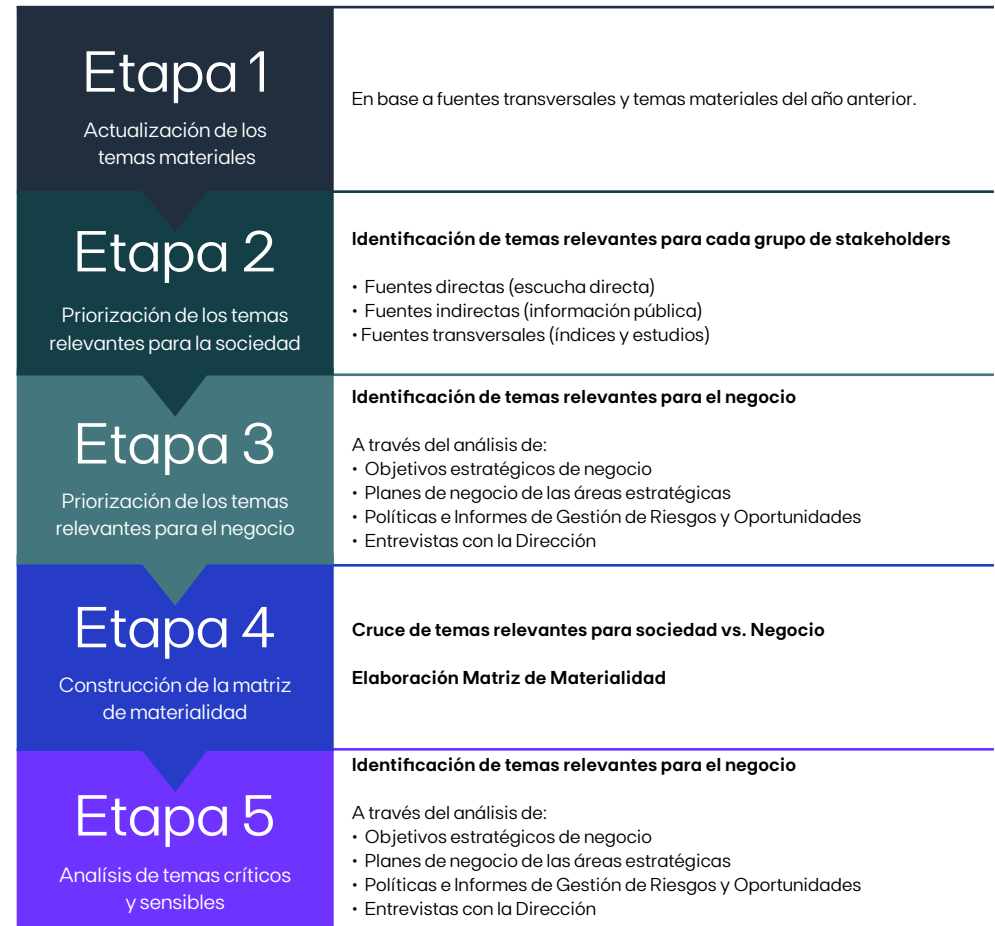 Etapa 1
Actualización de los
temas materiales
En base a fuentes transversales y temas materiales del año anterior.
Etapa 2
Priorización de los temas
relevantes para la sociedad
Identificación de temas relevantes para cada grupo de stakeholders
• Fuentes directas (escucha directa)
• Fuentes indirectas (información pública)
• Fuentes transversales (índices y estudios)
Etapa 3
Priorización de los temas
relevantes para el negocio
Identificación de temas relevantes para el negocio
A través del análisis de:
• Objetivos estratégicos de negocio
• Planes de negocio de las áreas estratégicas
• Políticas e Informes de Gestión de Riesgos y Oportunidades
• Entrevistas con la Dirección
Etapa 4
Construcción de la matriz
de materialidad
Cruce de temas relevantes para sociedad vs. Negocio
Elaboración Matriz de Materialidad
Etapa 5
Analísis de temas críticos
y sensibles
Identificación de temas relevantes para el negocio
A través del análisis de:
• Objetivos estratégicos de negocio
• Planes de negocio de las áreas estratégicas
• Políticas e Informes de Gestión de Riesgos y Oportunidades
• Entrevistas con la Dirección